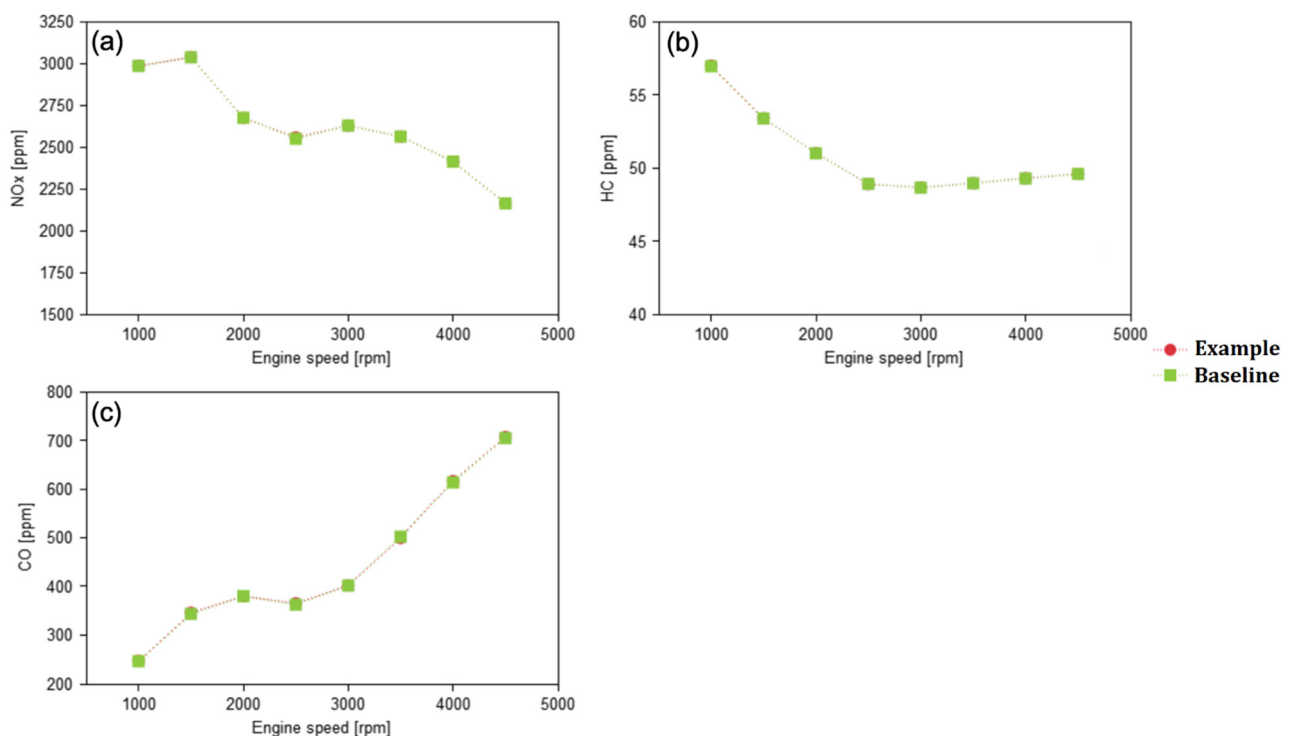 (a)
3250
3000
2750
2500
2250
2000
1750
1500
NOx [ppm]
1000 2000 3000 4000 5000
Engine speed [rpm]
(b)
60
55
50
45
40
HC [ppm]
1000 2000 3000 4000 5000
Engine speed [rpm]
Example
Baseline
(c)
800
700
600
500
400
300
200
CO [ppm]
1000 2000 3000 4000 5000
Engine speed [rpm]